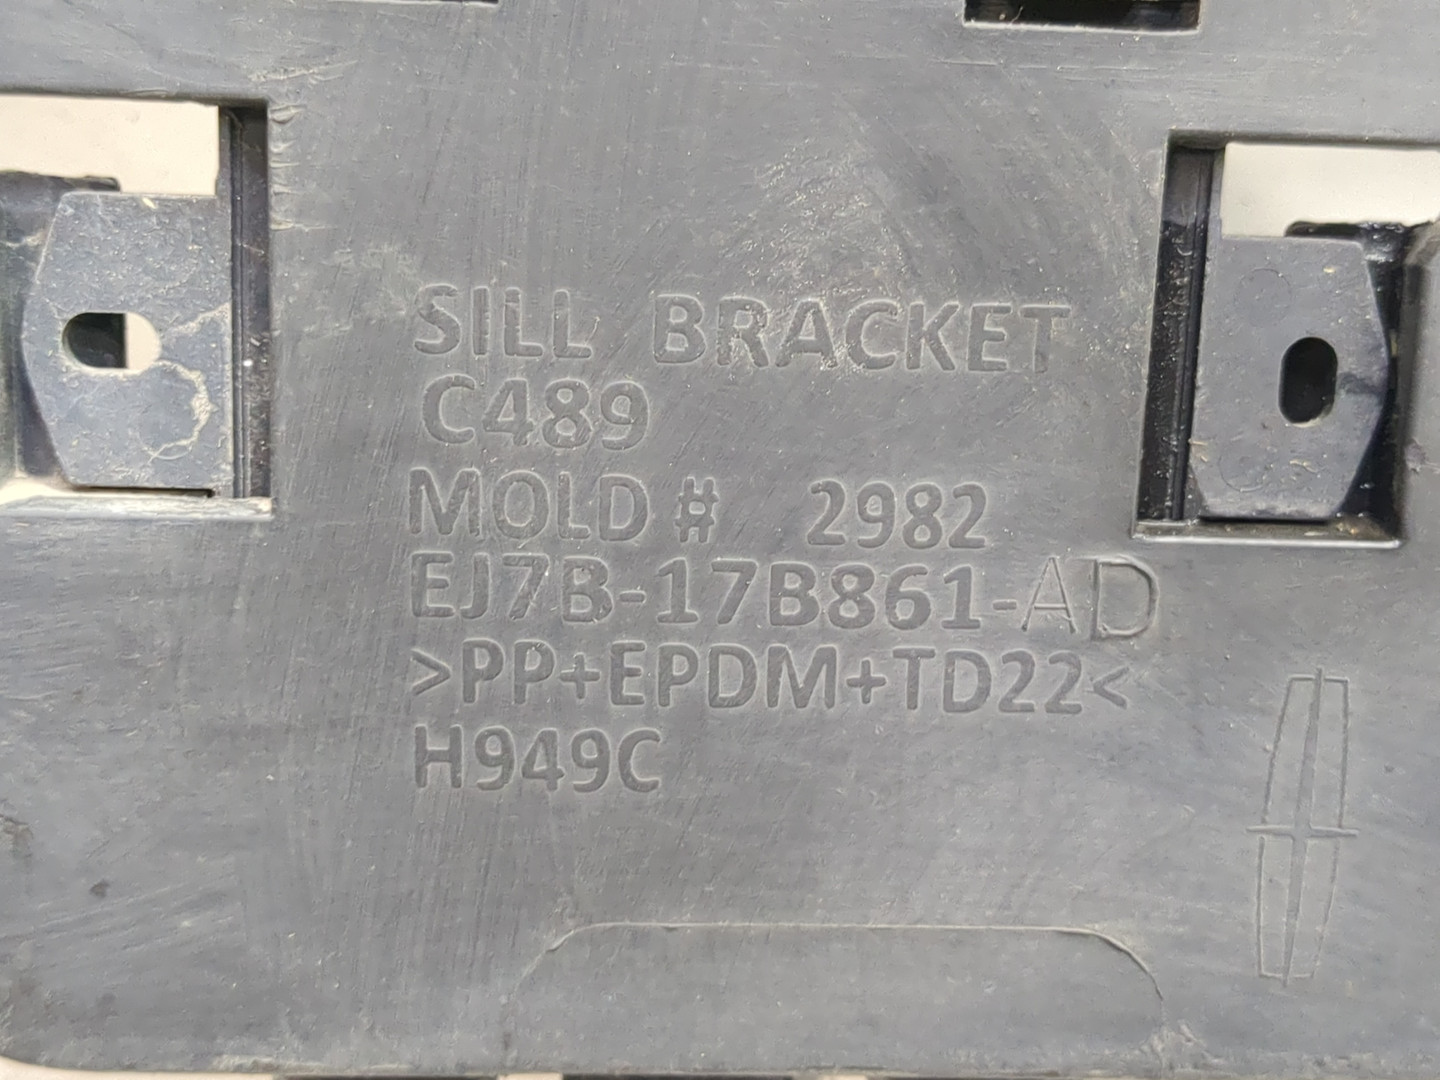 SILL BRACKET
C489
MOLD # 2982
EJ7B-17B861-AD
>PP+EPDM+TD22<
H949C